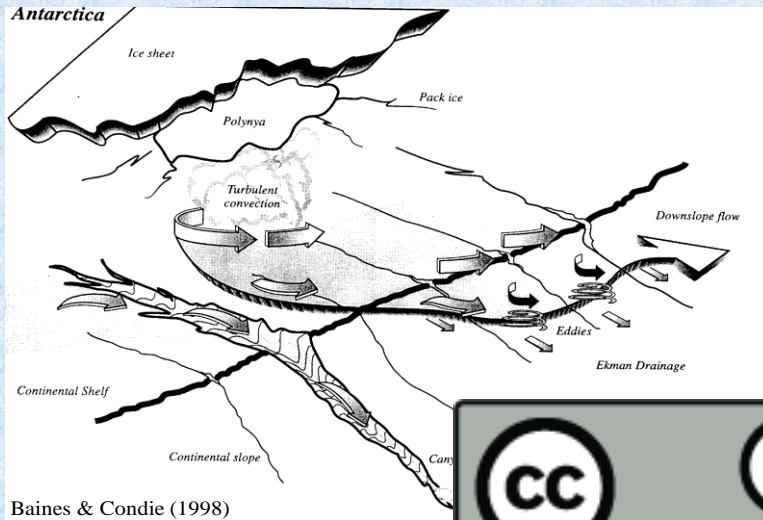 Antarctica
Ice sheet
Pack ice
Polynya
Turbulent
convection
Downslope flow
Eddies
Ekman Drainage
Continental Shelf
Continental slope
Baines & Condie (1998)
cc